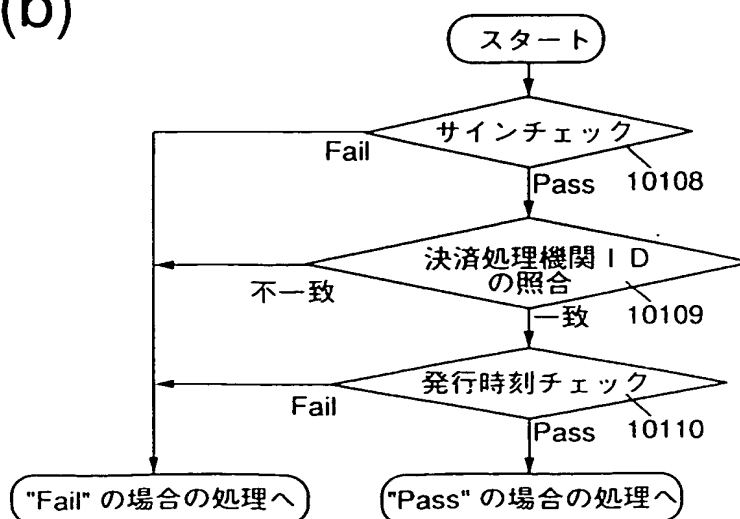 (b)
スタート
サインチェック
Fail
Pass
10108
決済処理機関ＩＤ
の照合
不一致
一致
10109
発行時刻チェック
Fail
Pass
10110
"Fail" の場合の処理へ
"Pass" の場合の処理へ